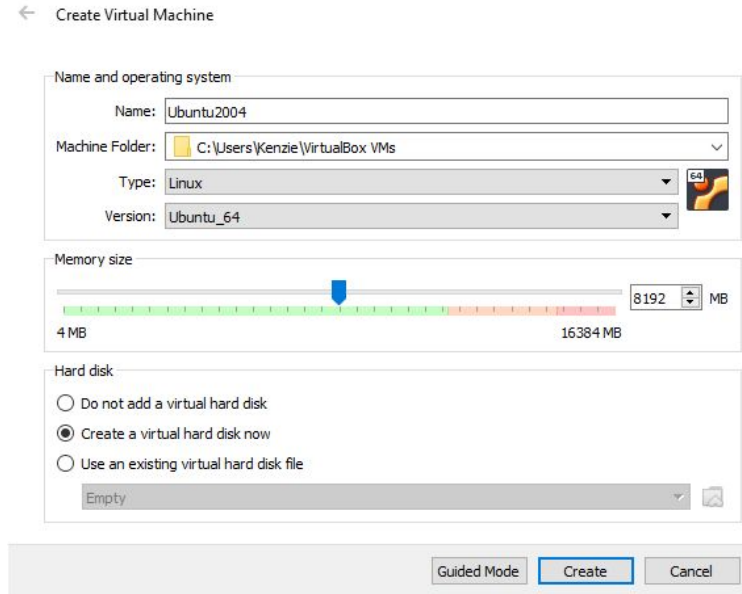 Create Virtual Machine
Name and operating system
Name: Ubuntu2004
Machine Folder: C:\Users\Kenzie\VirtualBox VMs
Type: Linux
64
Version: Ubuntu_64
Memory size
8192 MB
4 MB 16384 MB
Hard disk
Do not add a virtual hard disk
Create a virtual hard disk now
Use an existing virtual hard disk file
Empty
Guided Mode Create Cancel